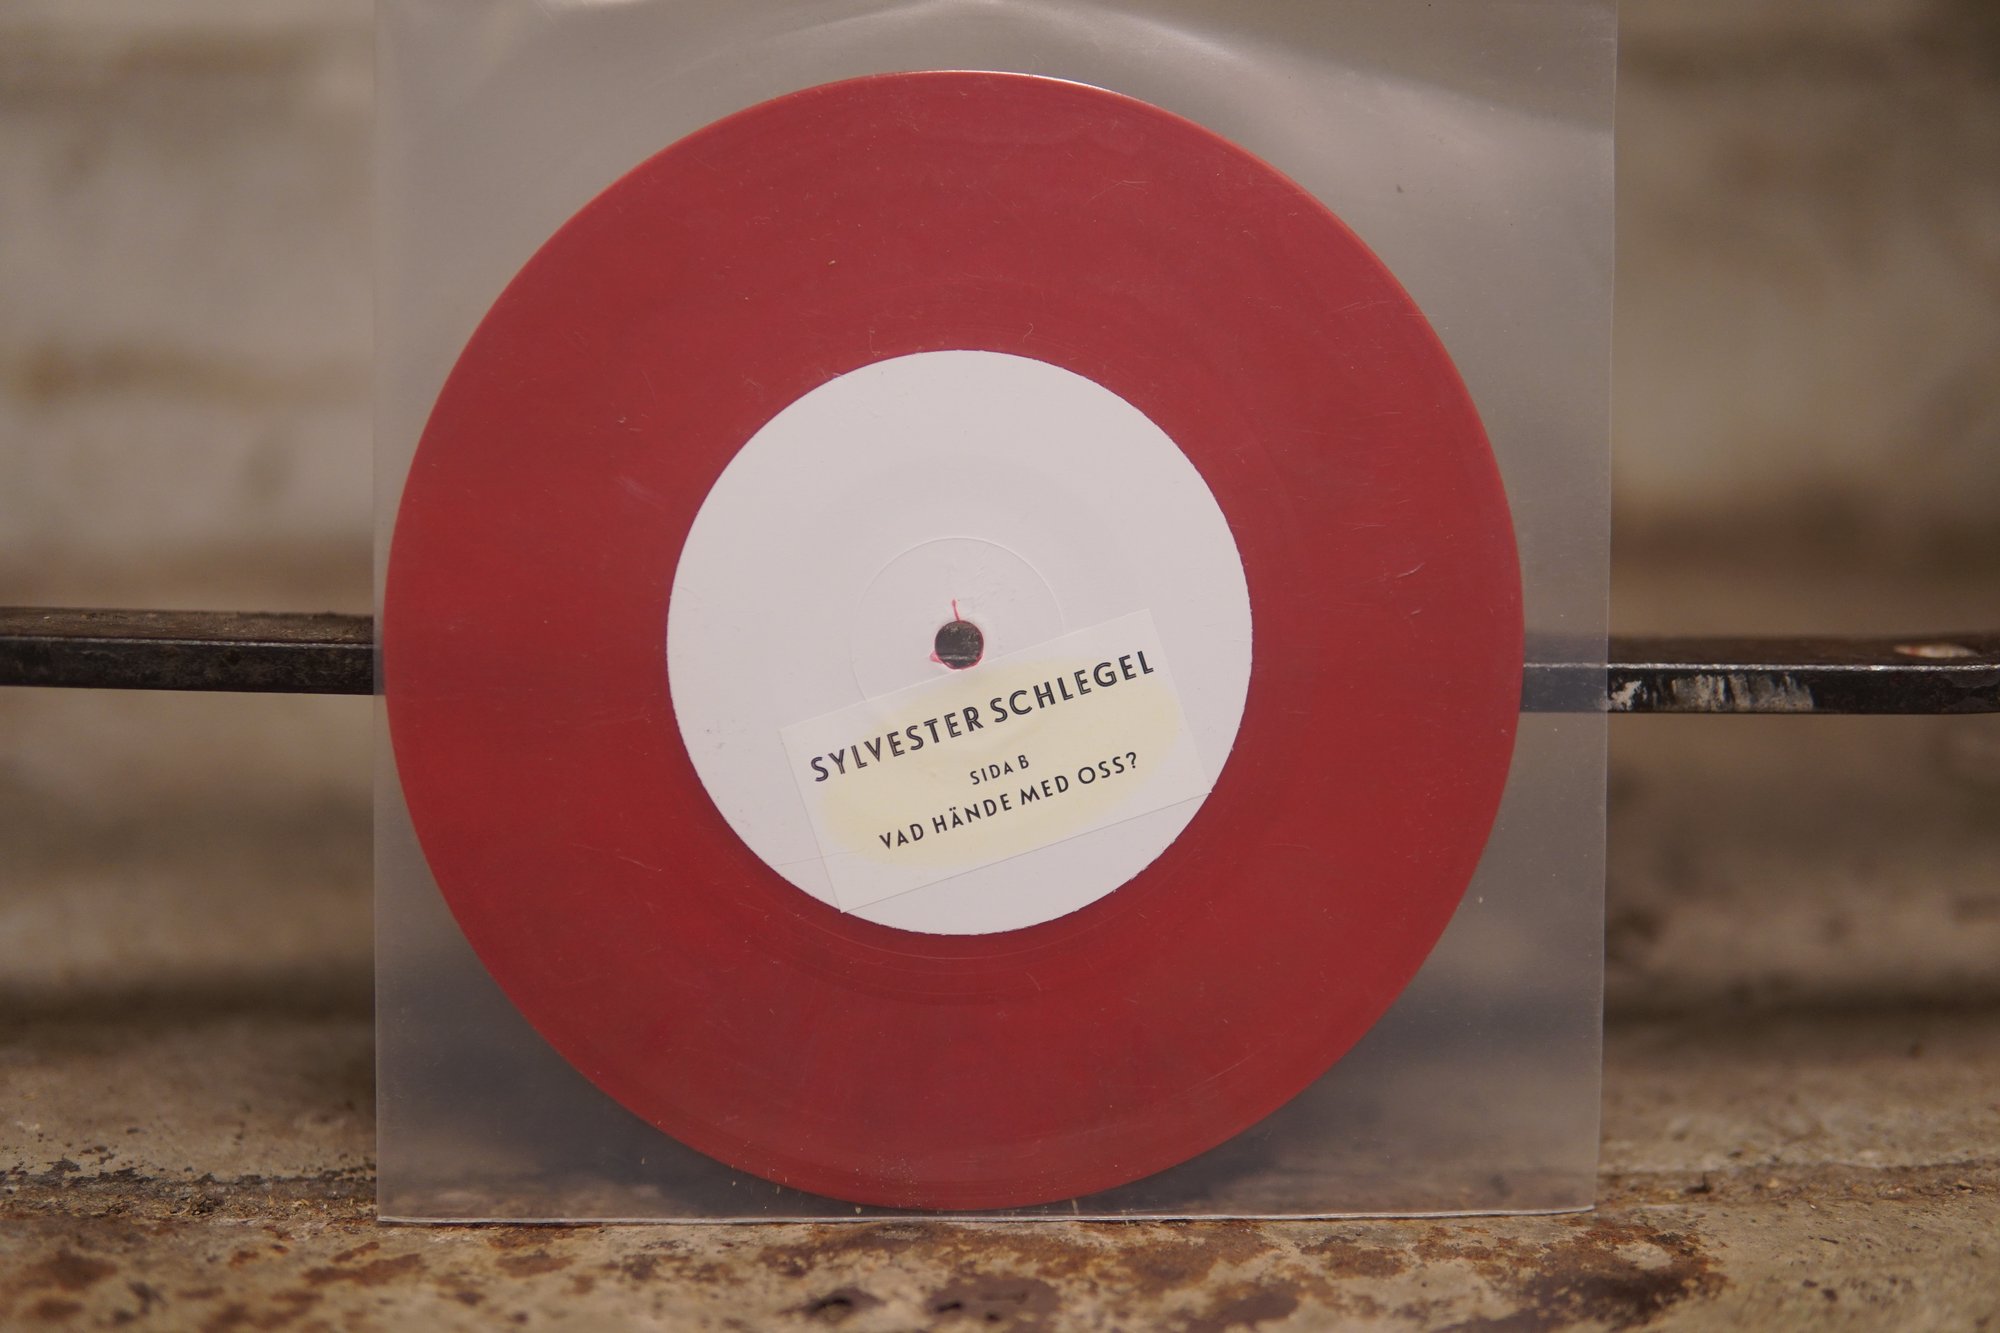 SYLVESTER SCHLEGEL
SIDA B
VAD HÄNDE MED OSS?